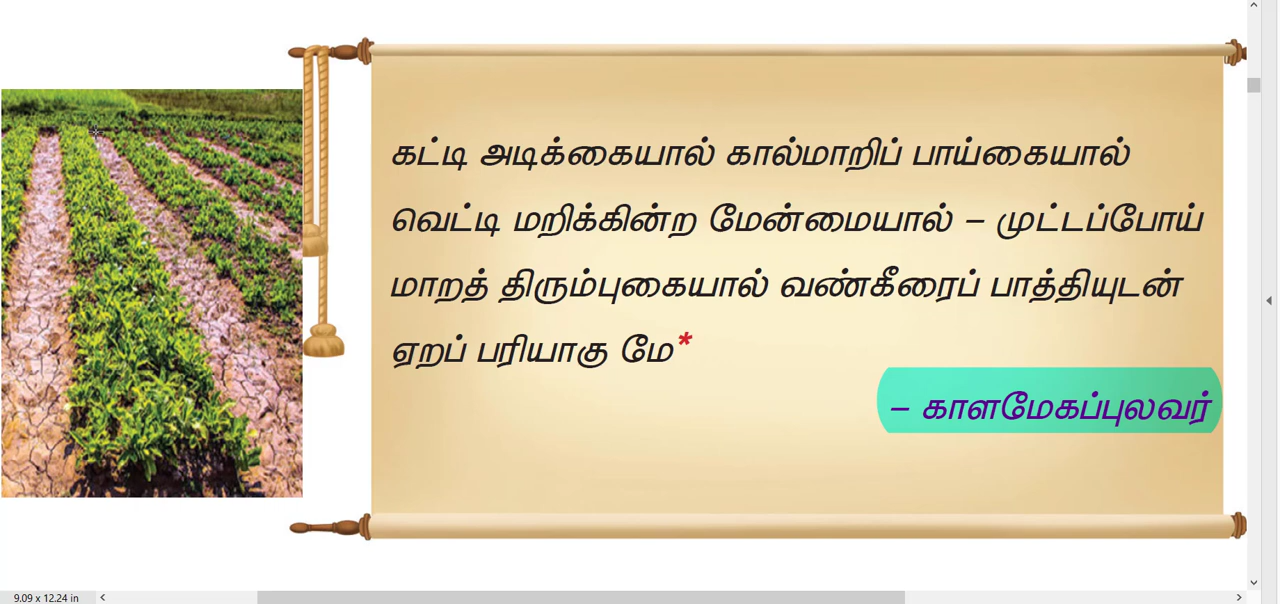 கட்டி அடிக்கையால் கால்மாறிப் பாய்கையால்
வெட்டி மறிக்கின்ற மேன்மையால் – முட்டப்போய்
மாறத் திரும்புகையால் வண்கீரைப் பாத்தியுடன்
ஏறப் பரியாகு மே*
– காளமேகப்புலவர்
9.09 x 12.24 in